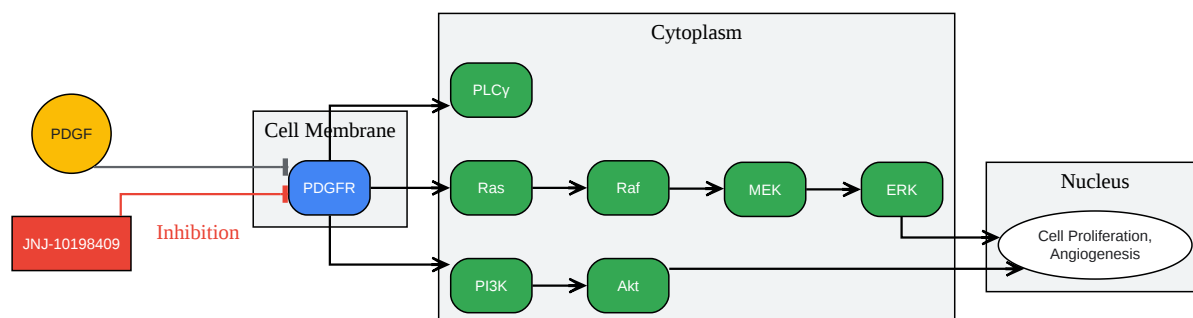 Cytoplasm
PLCγ
PDGF
Cell Membrane
PDGFR
Ras
Raf
MEK
ERK
Nucleus
JNJ-10198409
Inhibition
Cell Proliferation,
Angiogenesis
PI3K
Akt